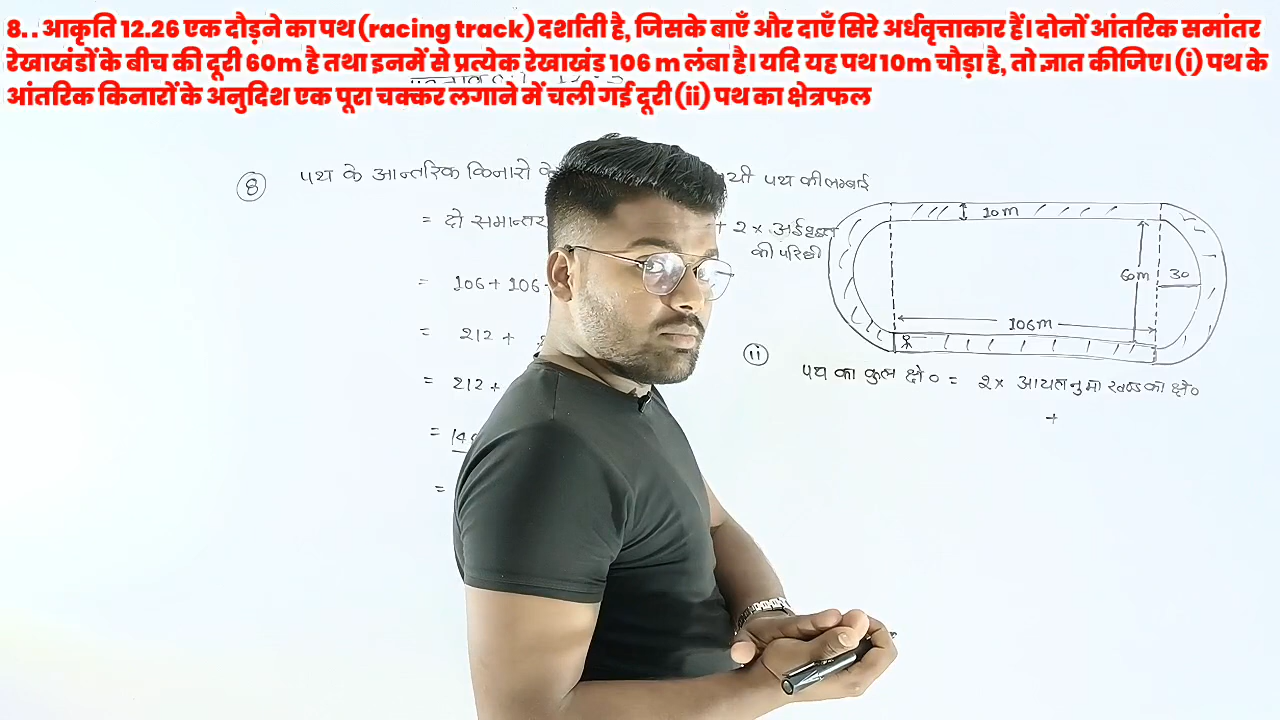 8. . आकृति 12.26 एक दौड़ने का पथ (racing track) दर्शाती है, जिसके बाएँ और दाएँ सिरे अर्धवृत्ताकार हैं। दोनों आंतरिक समांतर
रेखाखंडों के बीच की दूरी 60m है तथा इनमें से प्रत्येक रेखाखंड 106 m लंबा है। यदि यह पथ 10m चौड़ा है, तो ज्ञात कीजिए। (i) पथ के
आंतरिक किनारों के अनुदिश एक पूरा चक्कर लगाने में चली गई दूरी (ii) पथ का क्षेत्रफल
8 पथ के आन्तरिक किनारो के पथ की लम्बाई
= दो समान्तर + 2 × अर्द्धवृत्त
की परिधी
= 106 + 106
= 212 +
= 212 +
=
=
10m
60m
30
106m
ii पथ का कुल क्षे० = 2 × आयतनुमा खण्ड का क्षे०
+